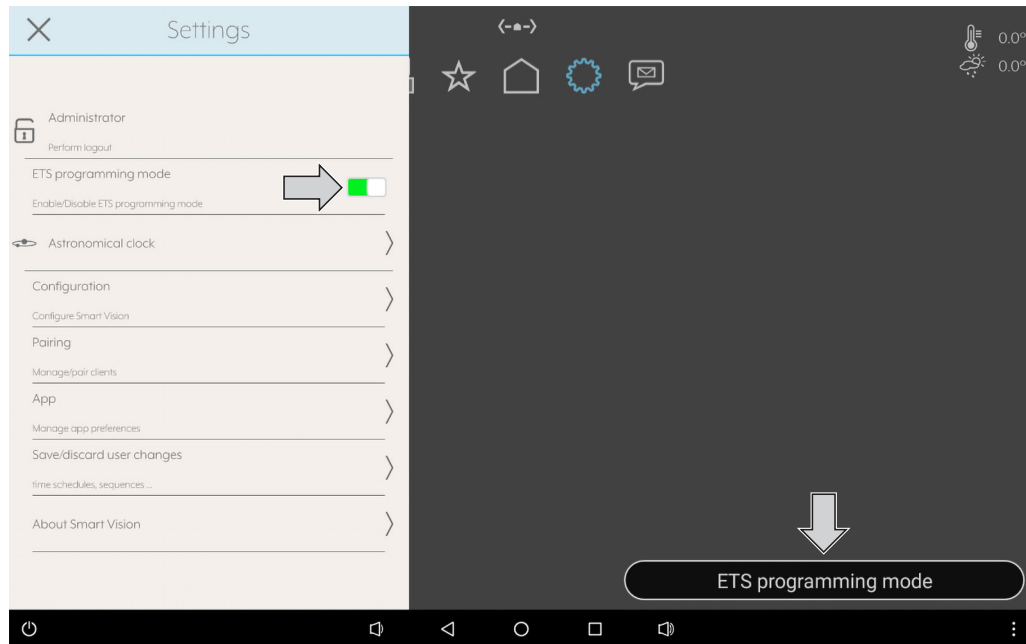 Settings
0.0°
0.0°
Administrator
Perform logout
ETS programming mode
Enable/Disable ETS programming mode
Astronomical clock
Configuration
Configure Smart Vision
Pairing
Manage/pair clients
App
Manage app preferences
Save/discard user changes
time schedules, sequences ...
About Smart Vision
ETS programming mode